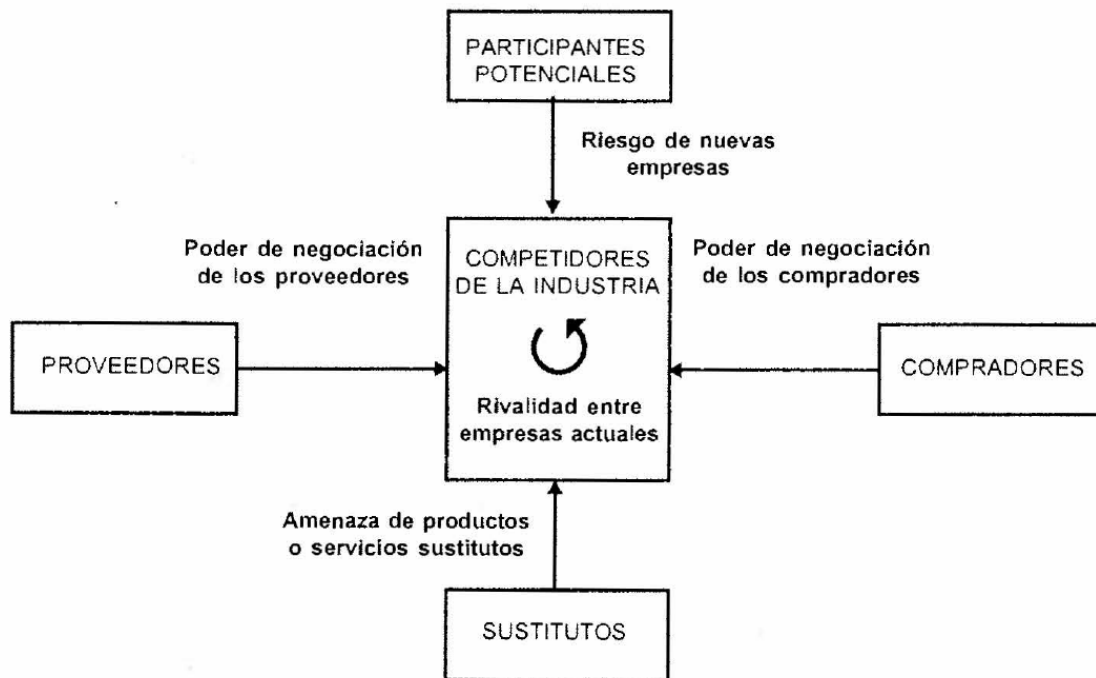 PARTICIPANTES
POTENCIALES
Riesgo de nuevas
empresas
Poder de negociación
de los proveedores
COMPETIDORES
DE LA INDUSTRIA
Poder de negociación
de los compradores
PROVEEDORES
COMPRADORES
Rivalidad entre
empresas actuales
Amenaza de productos
o servicios sustitutos
SUSTITUTOS